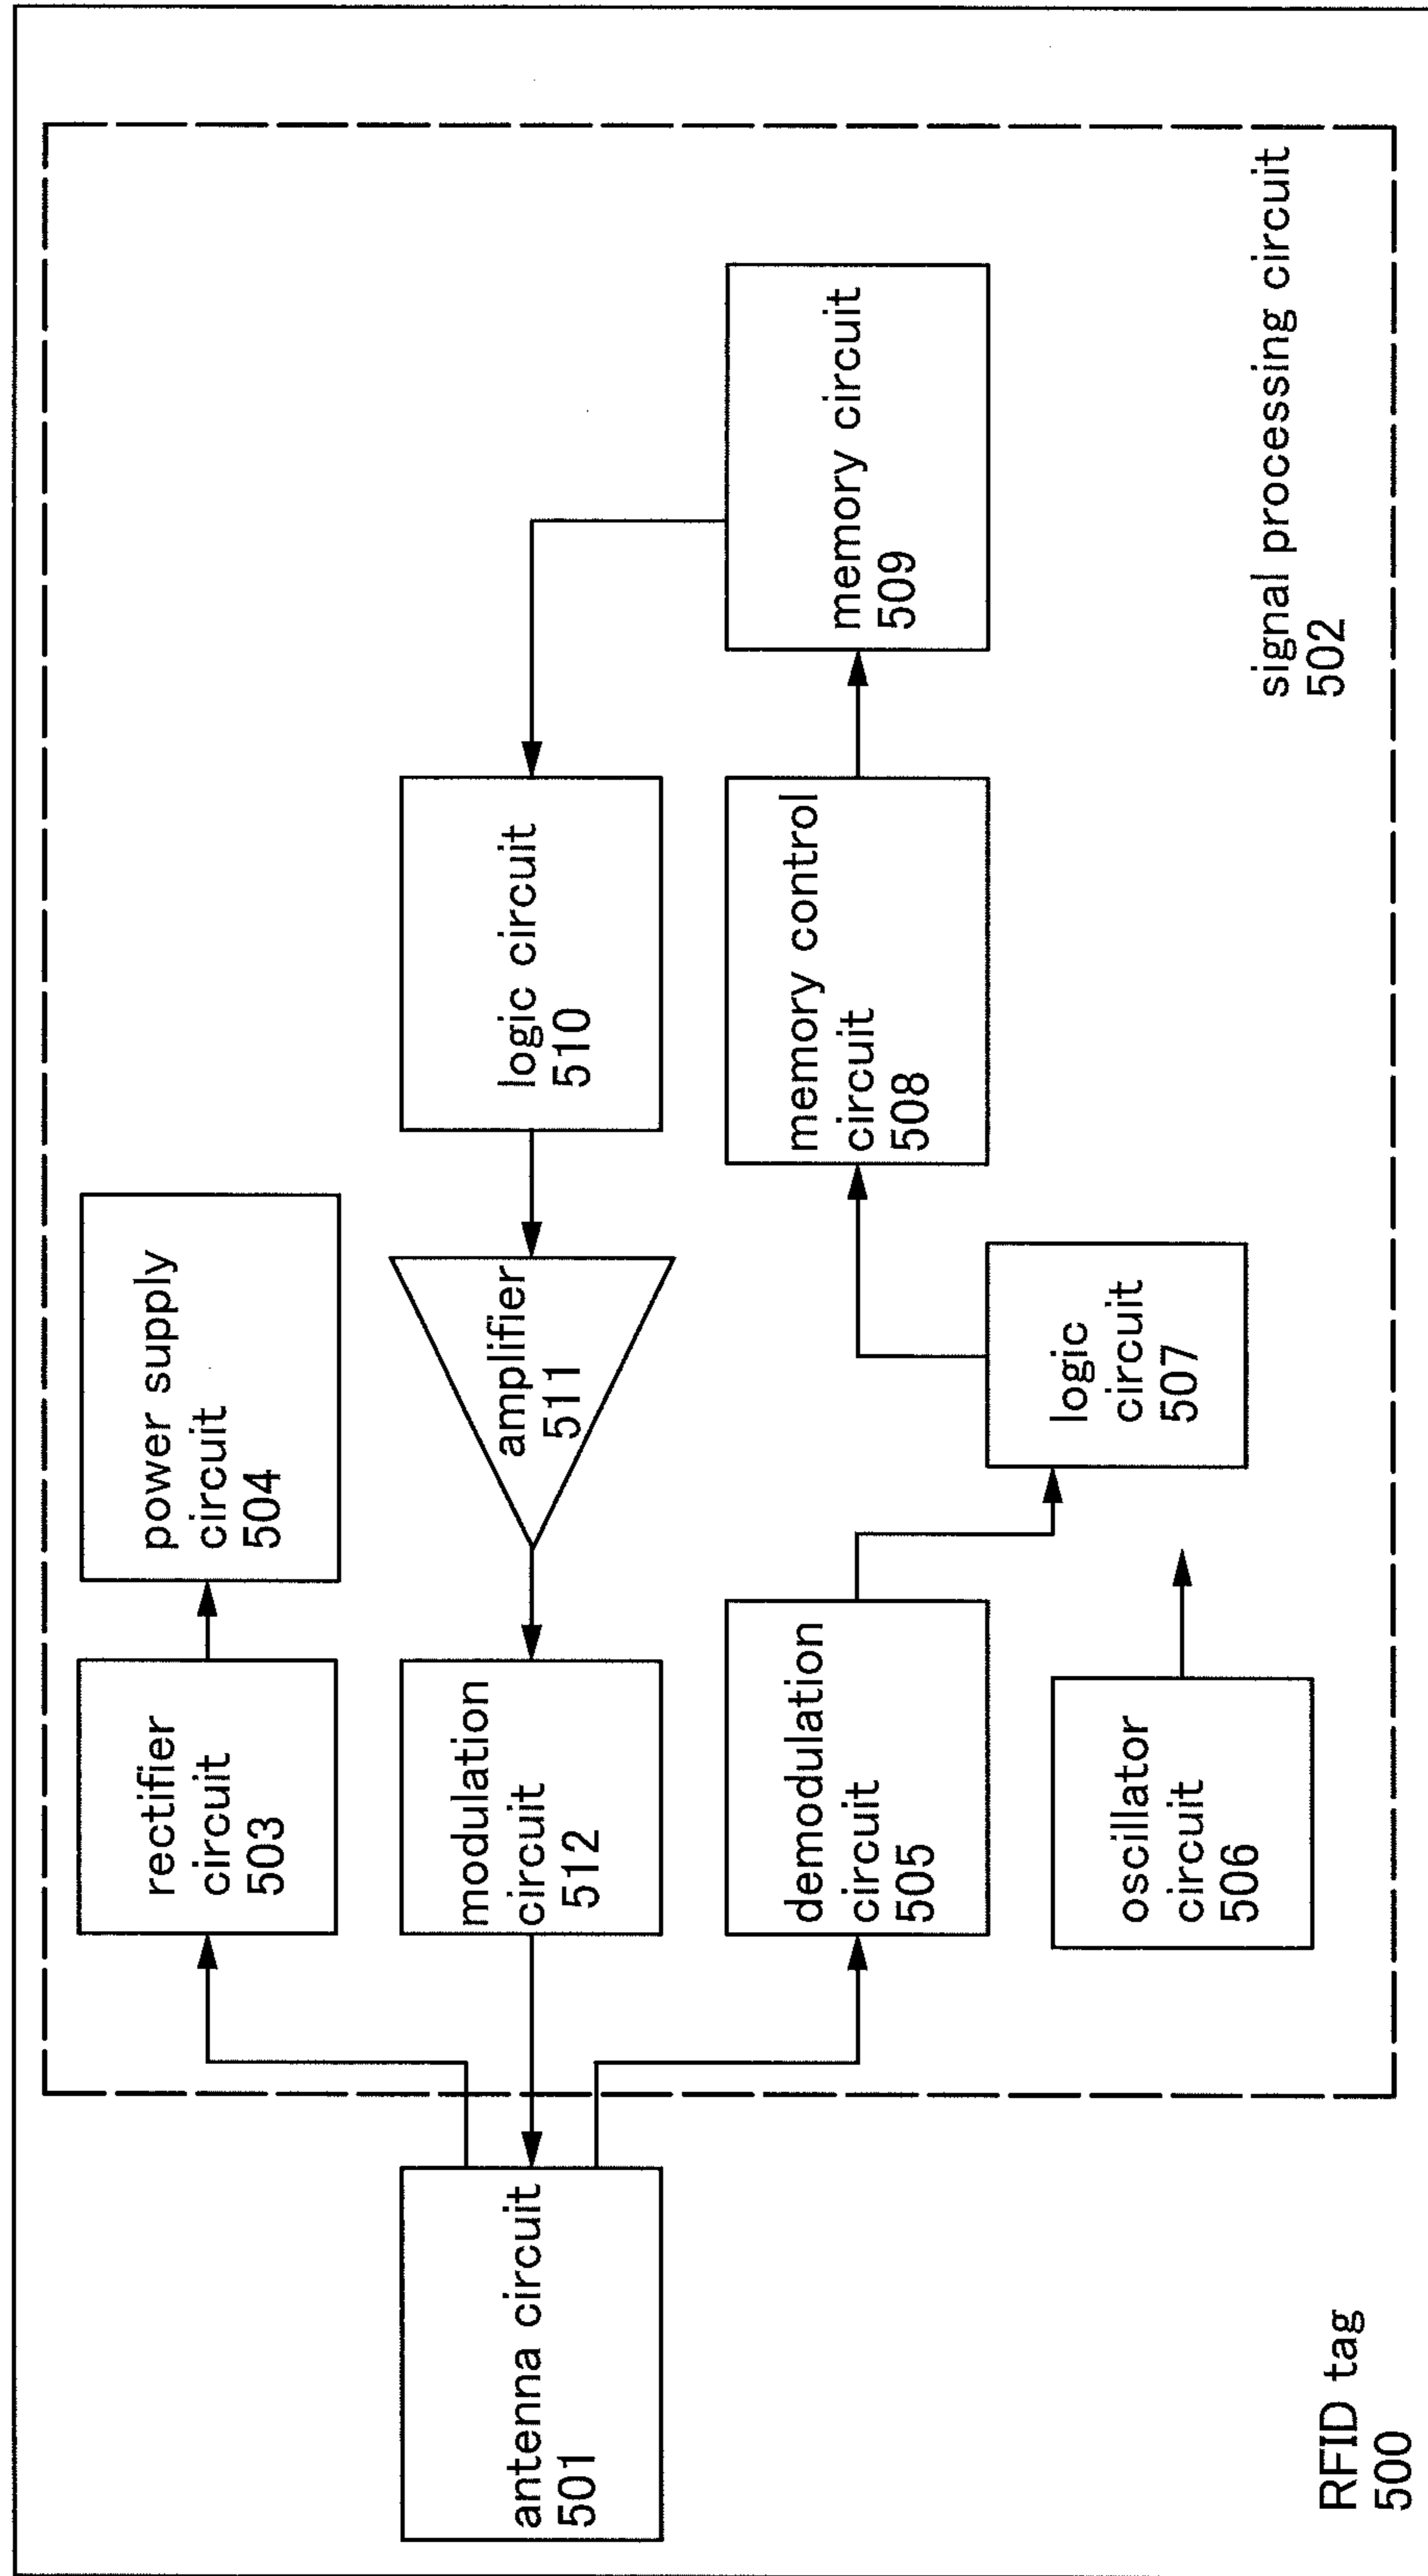 rectifier
circuit
503
power supply
circuit
504
antenna circuit
501
modulation
circuit
512
amplifier
511
logic circuit
510
demodulation
circuit
505
memory control
circuit
508
memory circuit
509
logic
circuit
507
oscillator
circuit
506
signal processing circuit
502
RFID tag
500